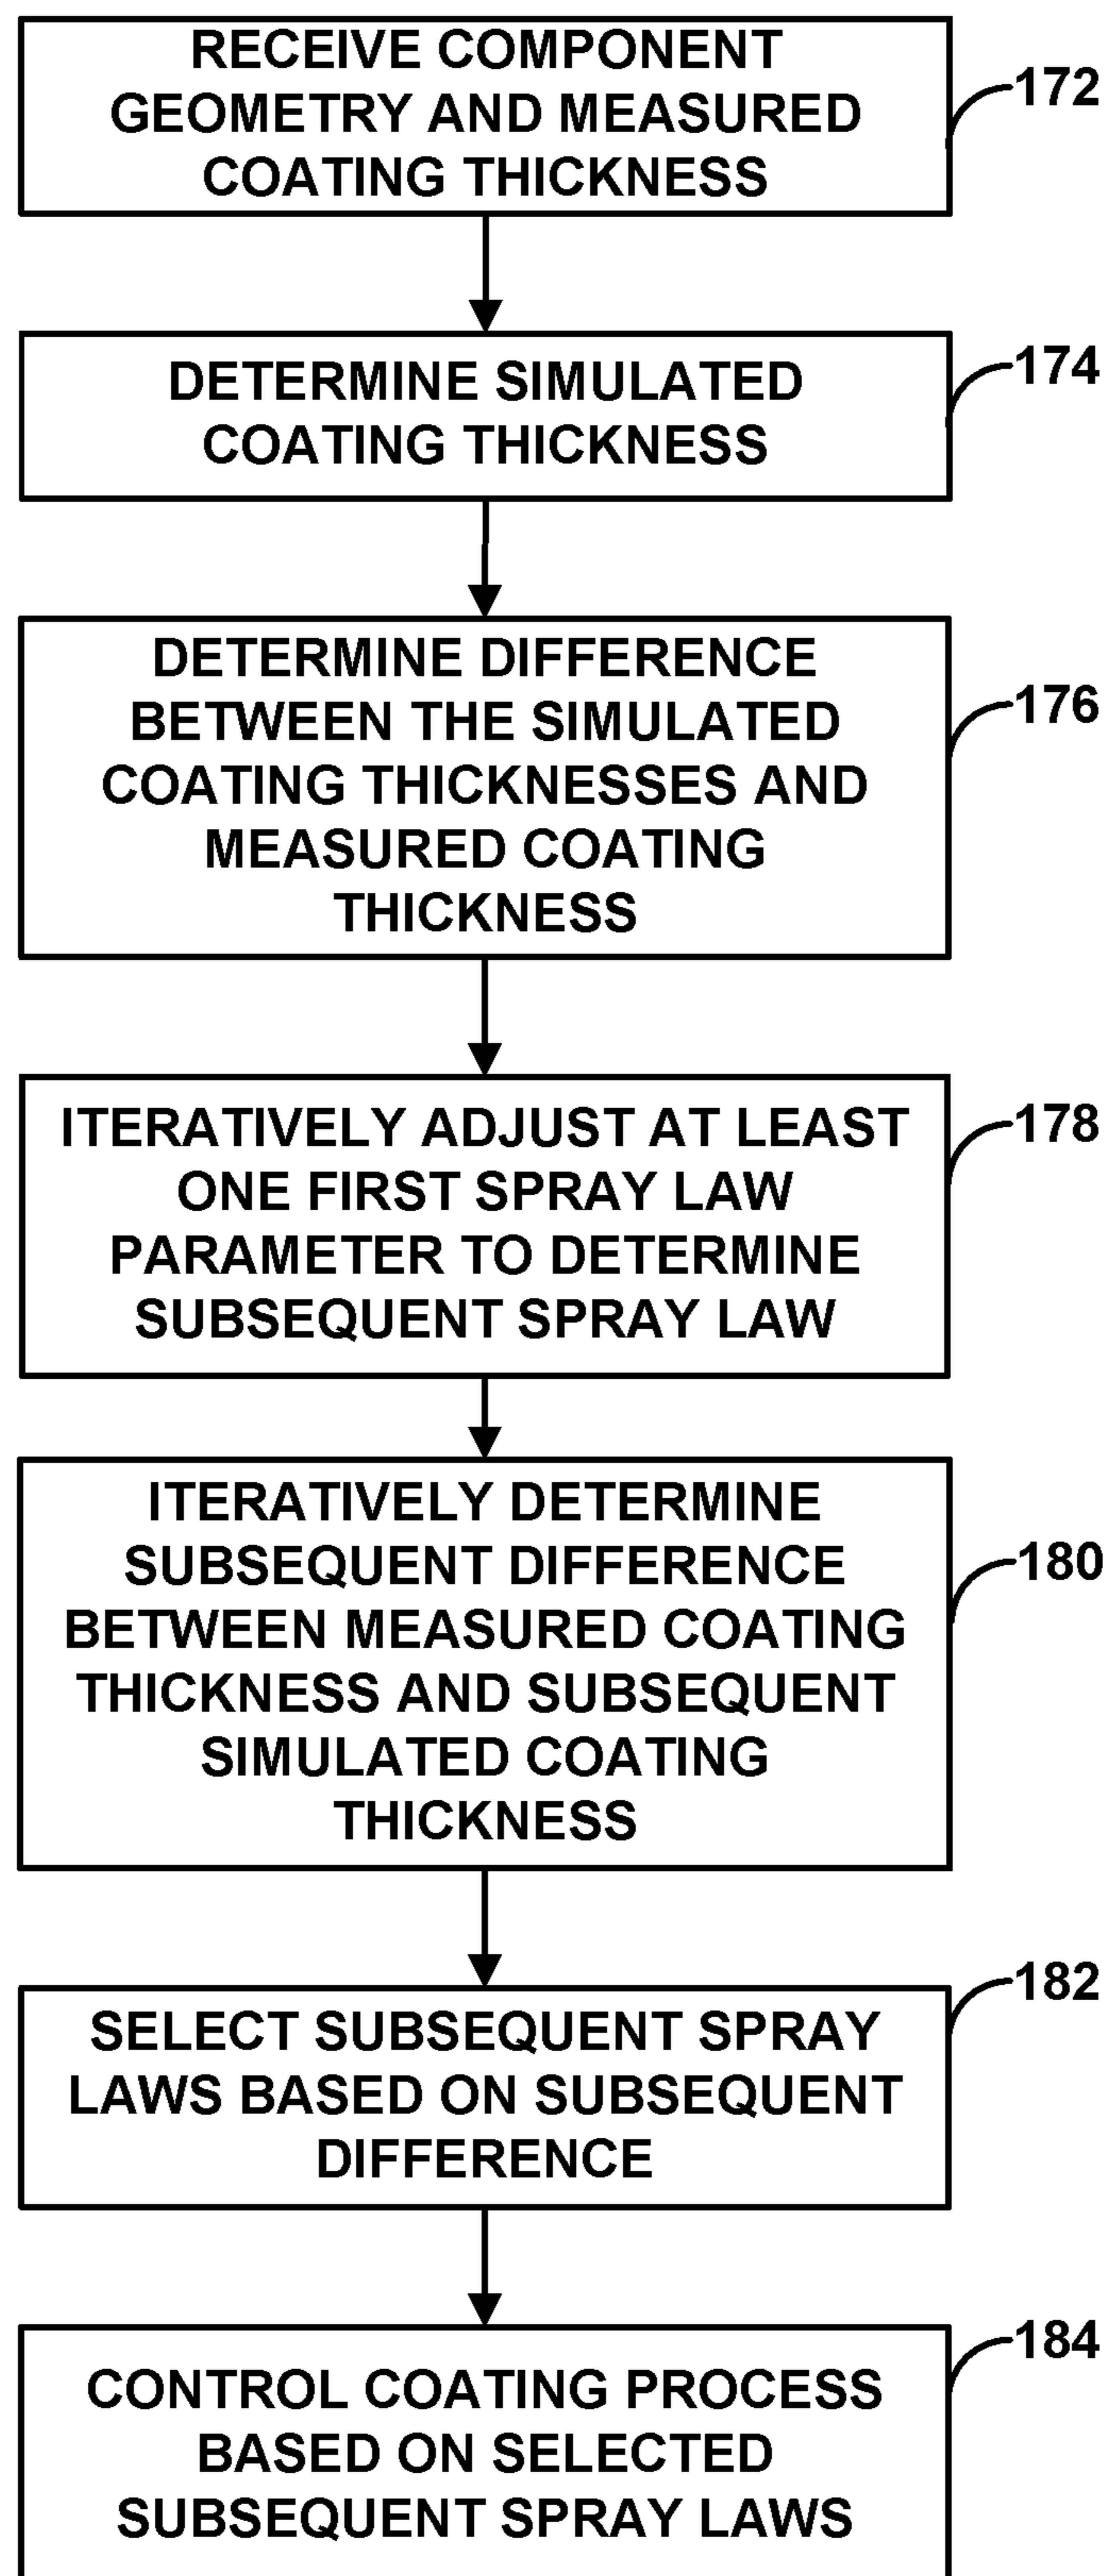 RECEIVE COMPONENT
GEOMETRY AND MEASURED
COATING THICKNESS
172
DETERMINE SIMULATED
COATING THICKNESS
174
DETERMINE DIFFERENCE
BETWEEN THE SIMULATED
COATING THICKNESSES AND
MEASURED COATING
THICKNESS
176
ITERATIVELY ADJUST AT LEAST
ONE FIRST SPRAY LAW
PARAMETER TO DETERMINE
SUBSEQUENT SPRAY LAW
178
ITERATIVELY DETERMINE
SUBSEQUENT DIFFERENCE
BETWEEN MEASURED COATING
THICKNESS AND SUBSEQUENT
SIMULATED COATING
THICKNESS
180
SELECT SUBSEQUENT SPRAY
LAWS BASED ON SUBSEQUENT
DIFFERENCE
182
CONTROL COATING PROCESS
BASED ON SELECTED
SUBSEQUENT SPRAY LAWS
184